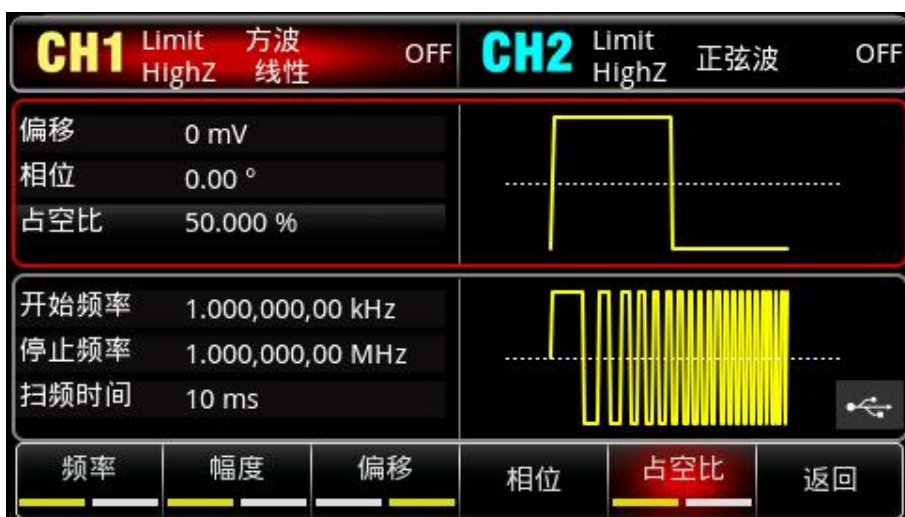 CH1 Limit 方波 OFF CH2 Limit 正弦波 OFF
HighZ 线性 HighZ
偏移 0 mV
相位 0.00 °
占空比 50.000 %
开始频率 1.000,000,00 kHz
停止频率 1.000,000,00 MHz
扫频时间 10 ms
频率 幅度 偏移 相位 占空比 返回